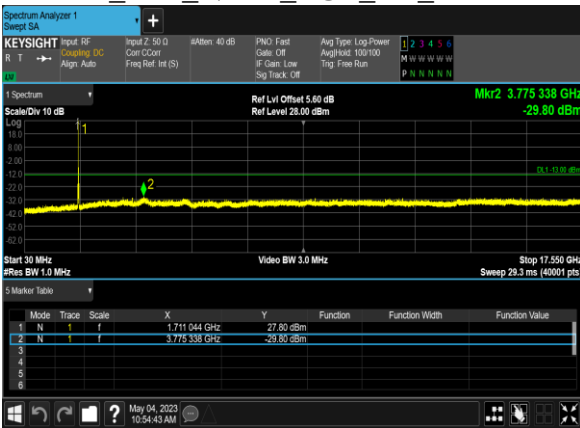 Spectrum Analyzer 1
Swept SA
KEYSIGHT
R T
LV
Input: RF
Coupling: DC
Align: Auto
Input Z: 50 Ω
Corr CCorr
Freq Ref: Int (S)
#Atten: 40 dB
PNO: Fast
Gate: Off
IF Gain: Low
Sig Track: Off
Avg Type: Log-Power
Avg|Hold: 100/100
Trig: Free Run
1 2 3 4 5 6
M W W W W W
P N N N N N
1 Spectrum
Scale/Div 10 dB
Ref Lvl Offset 5.60 dB
Ref Level 28.00 dBm
Mkr2 3.775 338 GHz
-29.80 dBm
Log
18.0
8.00
-2.00
-12.0
-22.0
-32.0
-42.0
-52.0
-62.0
1
2
DL1 -13.00 dBm
Start 30 MHz
#Res BW 1.0 MHz
Video BW 3.0 MHz
Stop 17.550 GHz
Sweep 29.3 ms (40001 pts
5 Marker Table
Mode Trace Scale X Y Function Function Width Function Value
1 N 1 f 1.711 044 GHz 27.80 dBm
2 N 1 f 3.775 338 GHz -29.80 dBm
3
4
5
6
?
May 04, 2023
10:54:43 AM